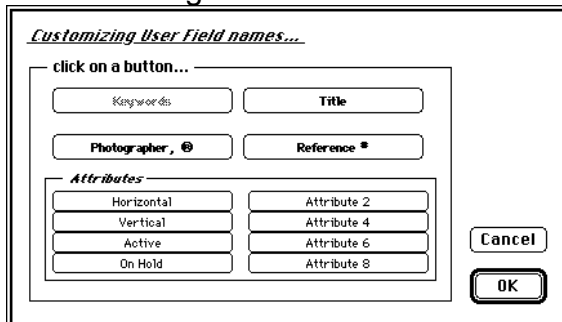 Customizing User Field names...
click on a button...
Keywords Title
Photographer, ® Reference #
Attributes
Horizontal Attribute 2
Vertical Attribute 4
Active Attribute 6
On Hold Attribute 8
Cancel
OK